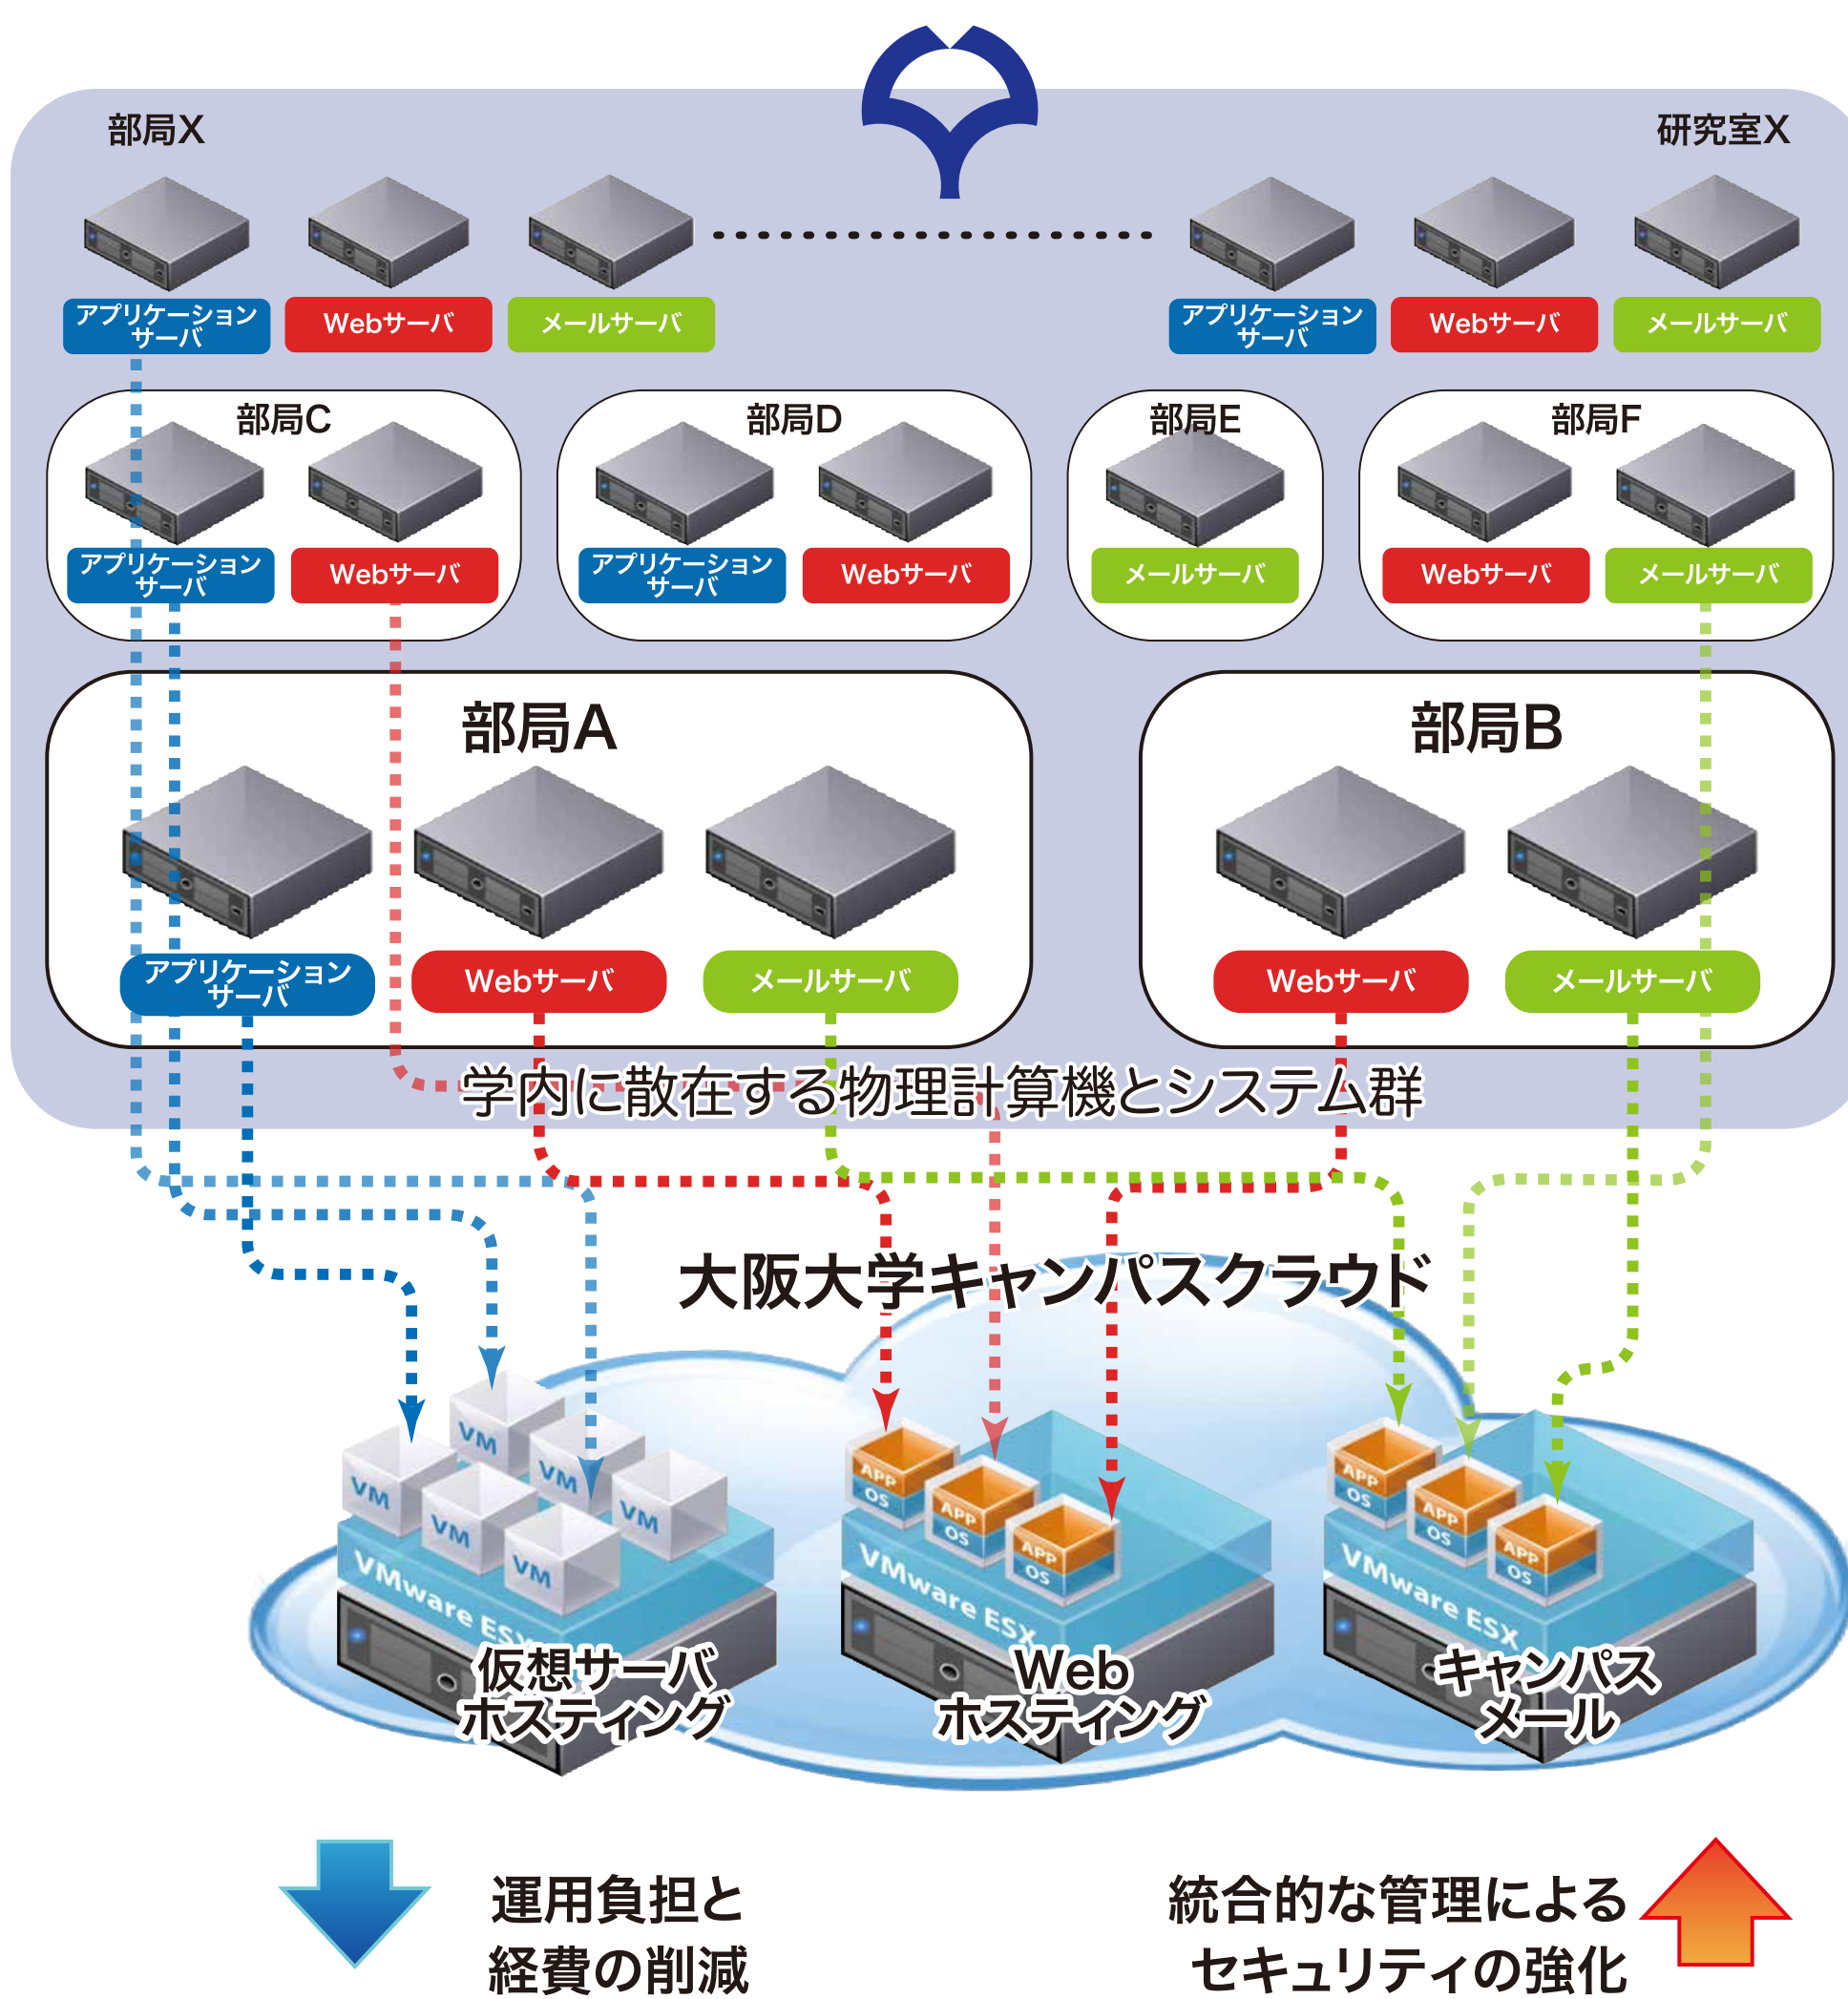 部局X
研究室X
アプリケーション
サーバ
Webサーバ
メールサーバ
アプリケーション
サーバ
Webサーバ
メールサーバ
部局C
部局D
部局E
部局F
アプリケーション
サーバ
Webサーバ
アプリケーション
サーバ
Webサーバ
メールサーバ
Webサーバ
メールサーバ
部局A
部局B
アプリケーション
サーバ
Webサーバ
メールサーバ
Webサーバ
メールサーバ
学内に散在する物理計算機とシステム群
大阪大学キャンパスクラウド
VM
VM
VM
VM
VM
VM
VMware ESX
仮想サーバ
ホスティング
APP
OS
APP
OS
APP
OS
VMware ESX
Web
ホスティング
APP
OS
APP
OS
APP
OS
VMware ESX
キャンパス
メール
運用負担と
経費の削減
統合的な管理による
セキュリティの強化